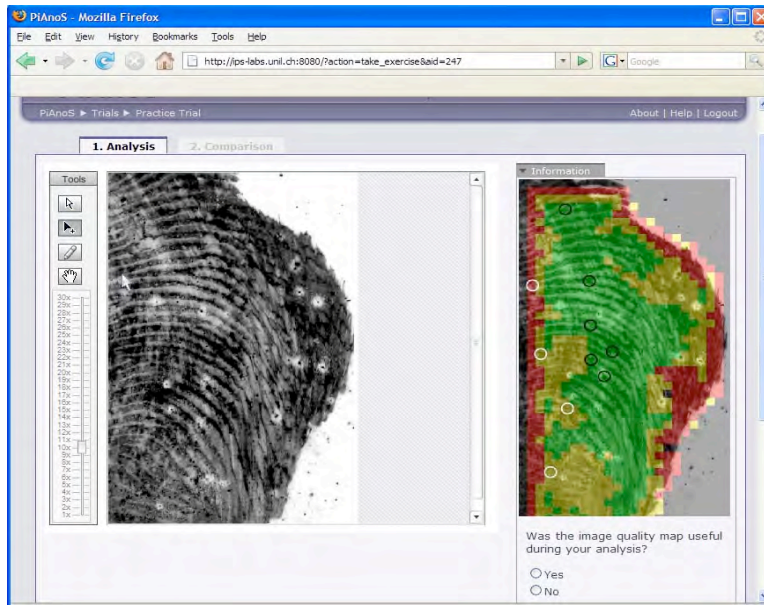 PiAnoS - Mozilla Firefox
File Edit View History Bookmarks Tools Help
http://ips-labs.unil.ch:8080/?action=take_exercise&aid=247
Google
PiAnoS ► Trials ► Practice Trial
About | Help | Logout
1. Analysis
2. Comparison
Tools
Information
30x
29x
28x
27x
26x
25x
24x
23x
22x
21x
20x
19x
18x
17x
16x
15x
14x
13x
12x
11x
10x
9x
8x
7x
6x
5x
4x
3x
2x
1x
Was the image quality map useful
during your analysis?
Yes
No